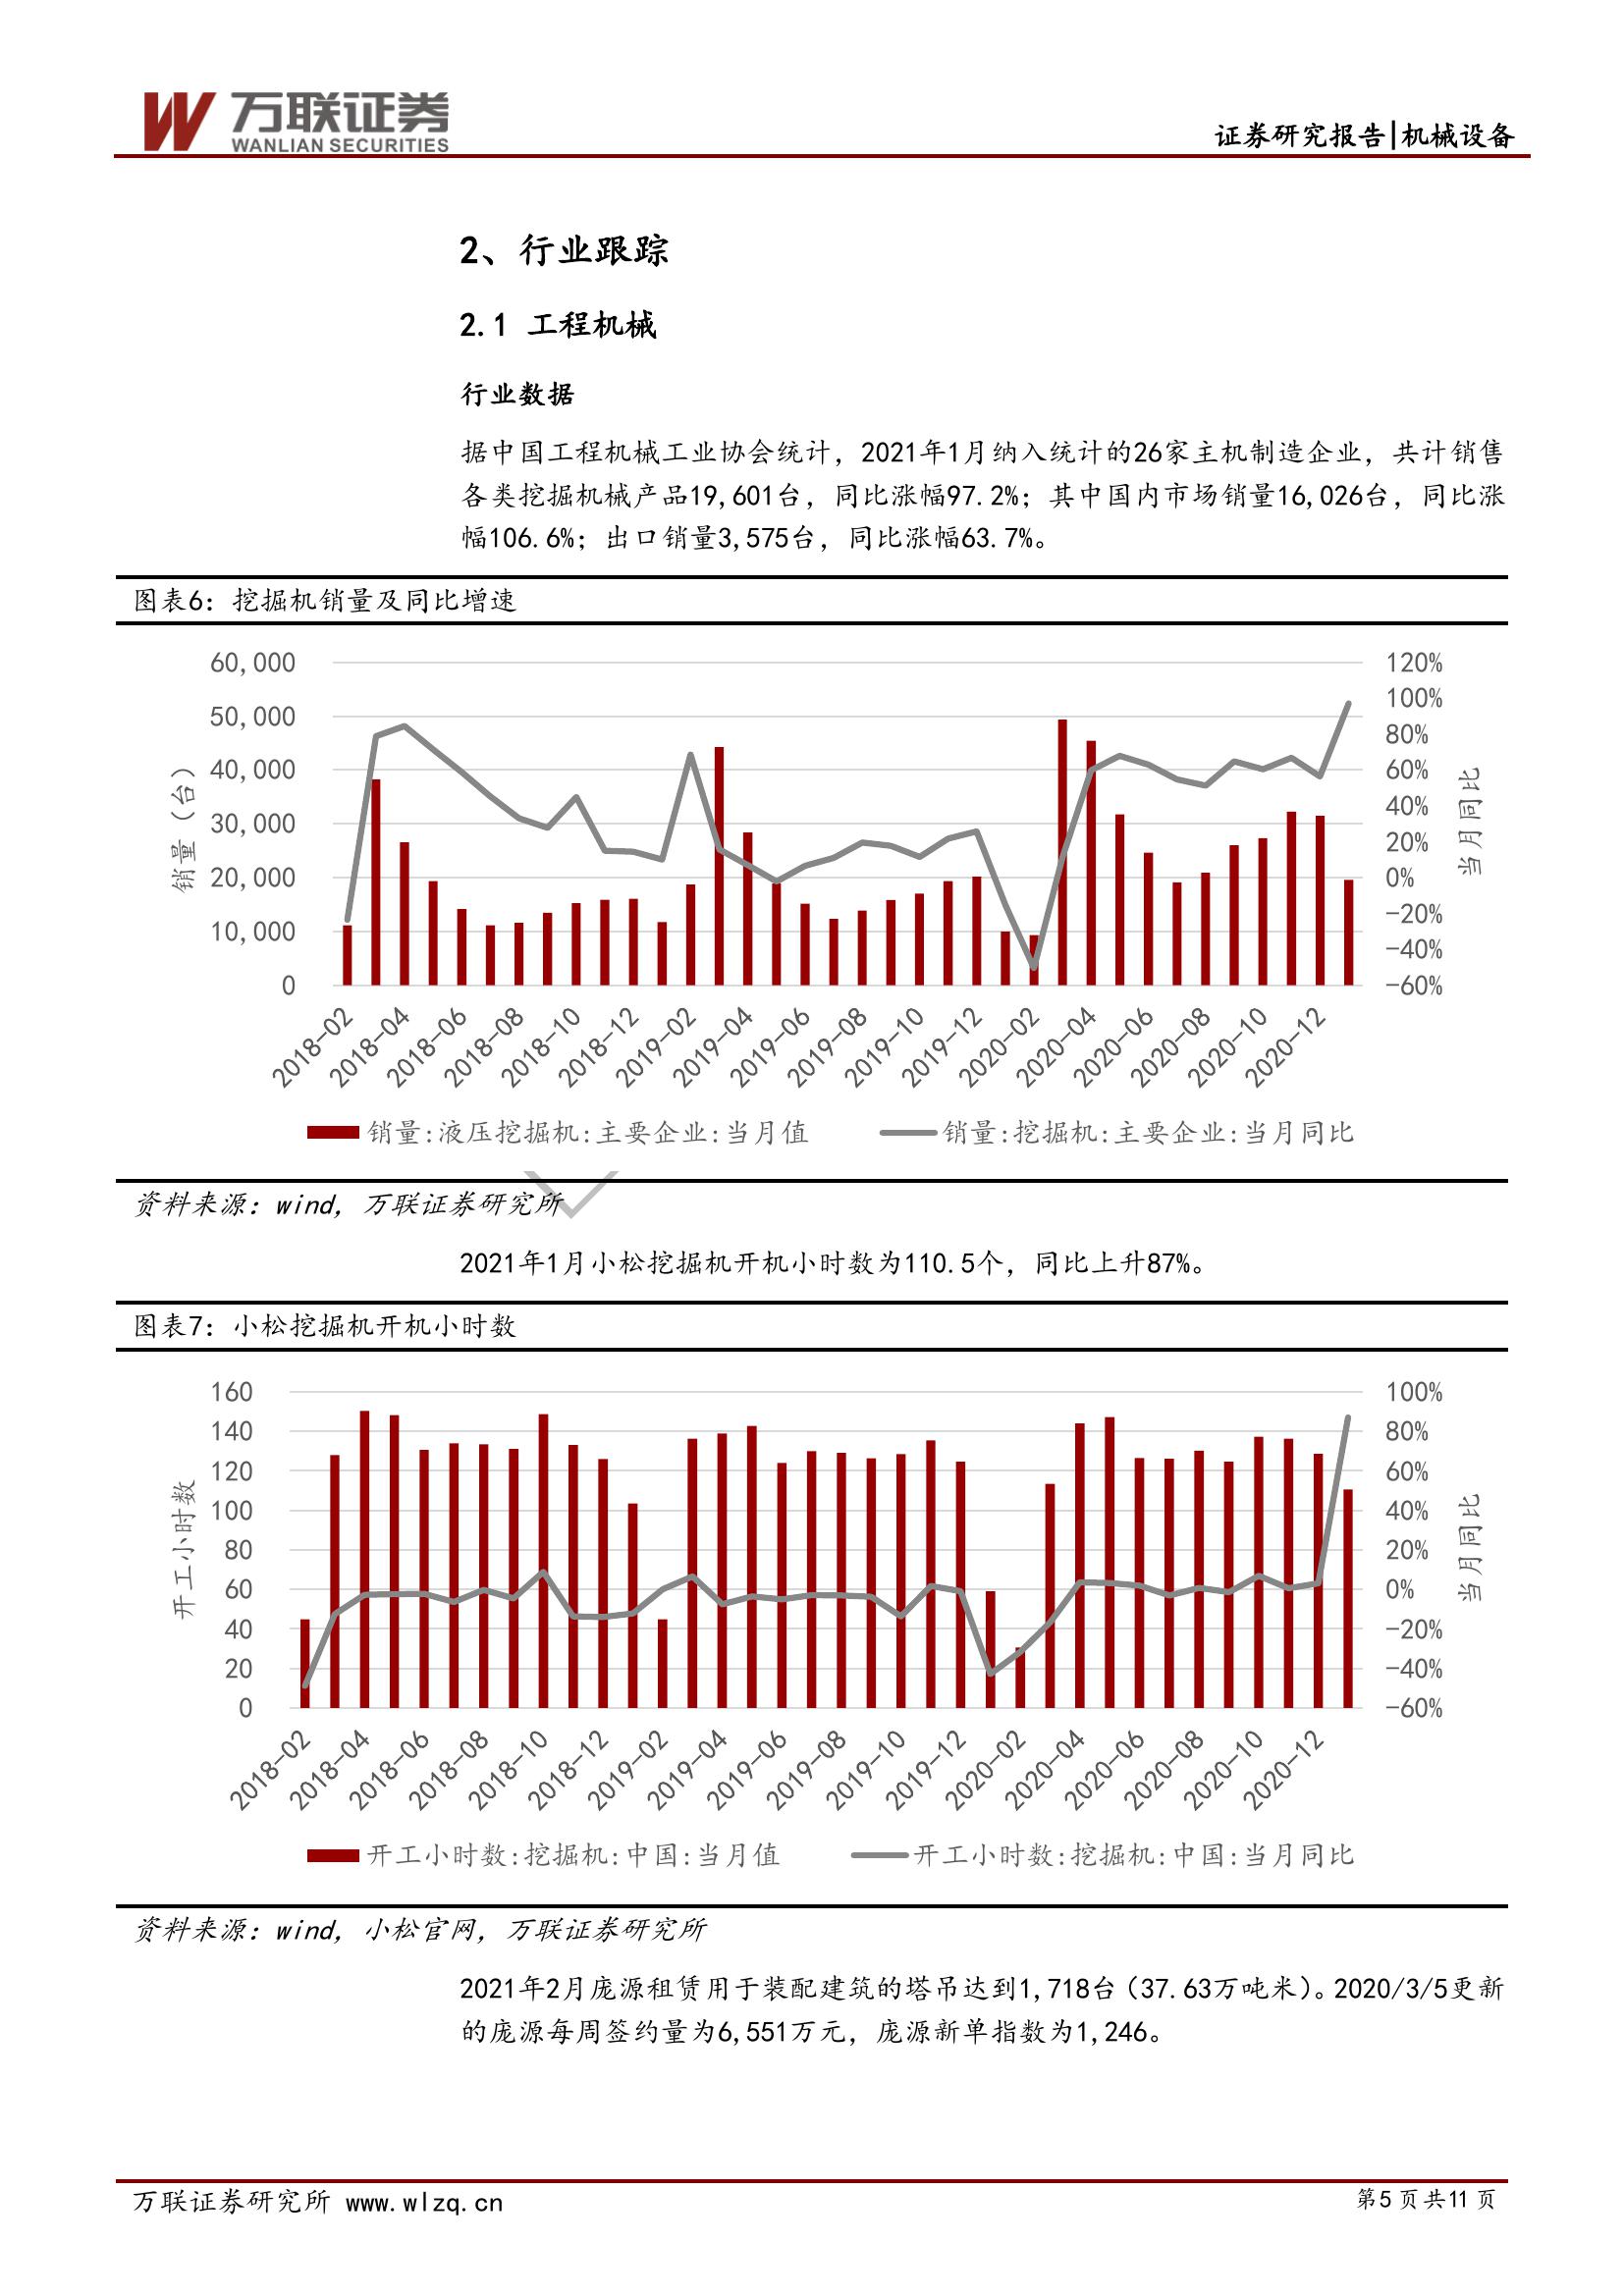 万联证券
WANLIAN SECURITIES
证券研究报告|机械设备
2、行业跟踪
2.1 工程机械
行业数据
据中国工程机械工业协会统计，2021年1月纳入统计的26家主机制造企业，共计销售
各类挖掘机械产品19,601台，同比涨幅97.2%；其中国内市场销量16,026台，同比涨
幅106.6%；出口销量3,575台，同比涨幅63.7%。
图表6：挖掘机销量及同比增速
60,000
50,000
40,000
30,000
20,000
10,000
0
销量（台）
120%
100%
80%
60%
40%
20%
0%
-20%
-40%
-60%
当月同比
2018-02
2018-04
2018-06
2018-08
2018-10
2018-12
2019-02
2019-04
2019-06
2019-08
2019-10
2019-12
2020-02
2020-04
2020-06
2020-08
2020-10
2020-12
销量:液压挖掘机:主要企业:当月值
销量:挖掘机:主要企业:当月同比
资料来源：wind，万联证券研究所
2021年1月小松挖掘机开机小时数为110.5个，同比上升87%。
图表7：小松挖掘机开机小时数
160
140
120
100
80
60
40
20
0
开工小时数
100%
80%
60%
40%
20%
0%
-20%
-40%
-60%
当月同比
2018-02
2018-04
2018-06
2018-08
2018-10
2018-12
2019-02
2019-04
2019-06
2019-08
2019-10
2019-12
2020-02
2020-04
2020-06
2020-08
2020-10
2020-12
开工小时数:挖掘机:中国:当月值
开工小时数:挖掘机:中国:当月同比
资料来源：wind，小松官网，万联证券研究所
2021年2月庞源租赁用于装配建筑的塔吊达到1,718台（37.63万吨米）。2020/3/5更新
的庞源每周签约量为6,551万元，庞源新单指数为1,246。
万联证券研究所 www.wlzq.cn
第5页共11页